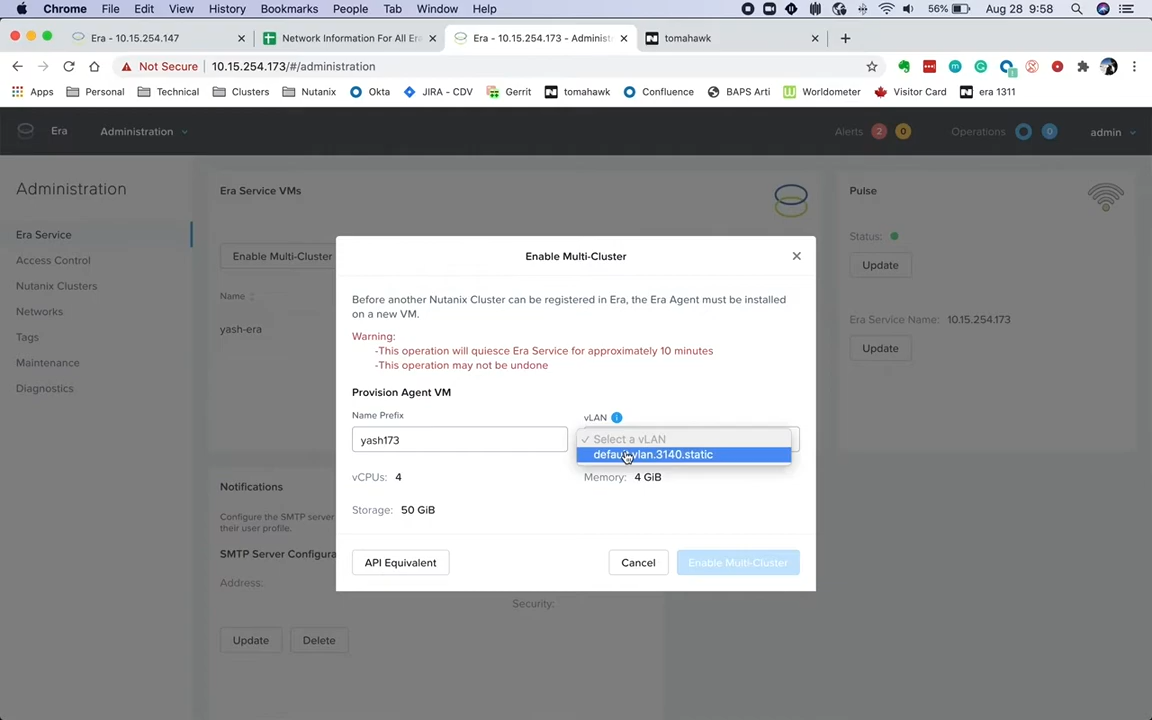 Chrome File Edit View History Bookmarks People Tab Window Help 56% Aug 28 9:58
Era - 10.15.254.147
Network Information For All Er
Era - 10.15.254.173 - Administ
tomahawk
Not Secure 10.15.254.173/#/administration
Apps Personal Technical Clusters Nutanix Okta JIRA - CDV Gerrit tomahawk Confluence BAPS Arti Worldometer Visitor Card era 1311
Era Administration Alerts 2 0 Operations 0 admin
Administration
Era Service
Access Control
Nutanix Clusters
Networks
Tags
Maintenance
Diagnostics
Era Service VMs
Enable Multi-Cluster
Name
yash-era
Notifications
Configure the SMTP server
their user profile.
SMTP Server Configura
Address:
Security:
Update Delete
Pulse
Status:
Update
Era Service Name: 10.15.254.173
Update
Enable Multi-Cluster
Before another Nutanix Cluster can be registered in Era, the Era Agent must be installed
on a new VM.
Warning:
-This operation will quiesce Era Service for approximately 10 minutes
-This operation may not be undone
Provision Agent VM
Name Prefix
yash173
vLAN
✓ Select a vLAN
default.vlan.3140.static
vCPUs: 4
Memory: 4 GiB
Storage: 50 GiB
API Equivalent
Cancel
Enable Multi-Cluster